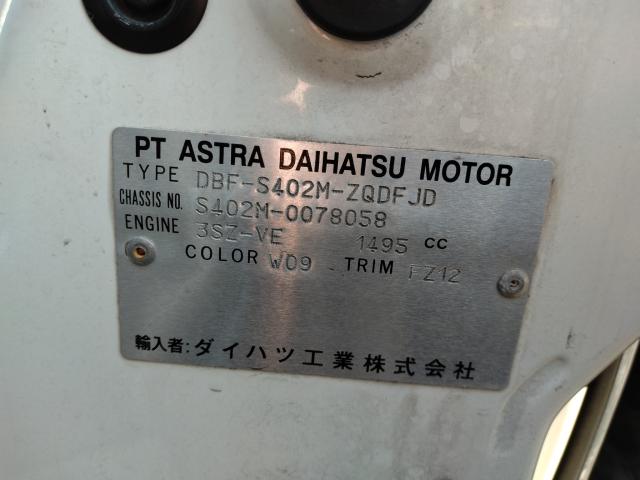 PT ASTRA DAIHATSU MOTOR
TYPE DBF-S402M-ZQDFJD
CHASSIS NO. S402M-0078058
ENGINE 3SZ-VE 1495 CC
COLOR W09 TRIM FZ12
輸入者:ダイハツ工業株式会社